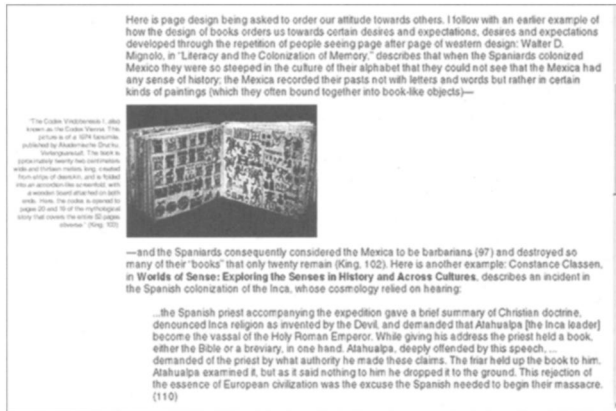 Here is page design being asked to order our attitude towards others. I follow with an earlier example of
how the design of books orders us towards certain desires and expectations, desires and expectations
developed through the repetition of people seeing page after page of western design: Walter D.
Mignolo, in "Literacy and the Colonization of Memory," describes that when the Spaniards colonized
Mexico they were so steeped in the culture of their alphabet that they could not see that the Mexica had
any sense of history; the Mexica recorded their pasts not with letters and words but rather in certain
kinds of paintings (which they often bound together into book-like objects)—
"The Codex Vindobonensis I, also
known as the Codex Vienna. This
picture is of a 1974 facsimile,
published by Akademische Druck-u.
Verlagsanstalt. The book is
approximately twenty-two centimeters
wide and thirteen meters long, created
from strips of deerskin, and is folded
into an accordion-like screenfold, with
a wooden board attached on both
ends. Here, the codex is opened to
pages 20 and 19 of the mythological
story that covers the entire 52-pages
obverse." (King, 102)
—and the Spaniards consequently considered the Mexica to be barbarians (97) and destroyed so
many of their "books" that only twenty remain (King, 102). Here is another example: Constance Classen,
in Worlds of Sense: Exploring the Senses in History and Across Cultures, describes an incident in
the Spanish colonization of the Inca, whose cosmology relied on hearing:
...the Spanish priest accompanying the expedition gave a brief summary of Christian doctrine,
denounced Inca religion as invented by the Devil, and demanded that Atahualpa [the Inca leader]
become the vassal of the Holy Roman Emperor. While giving his address the priest held a book,
either the Bible or a breviary, in one hand. Atahualpa, deeply offended by this speech, ...
demanded of the priest by what authority he made these claims. The friar held up the book to him.
Atahualpa examined it, but as it said nothing to him he dropped it to the ground. This rejection of
the essence of European civilization was the excuse the Spanish needed to begin their massacre.
(110)